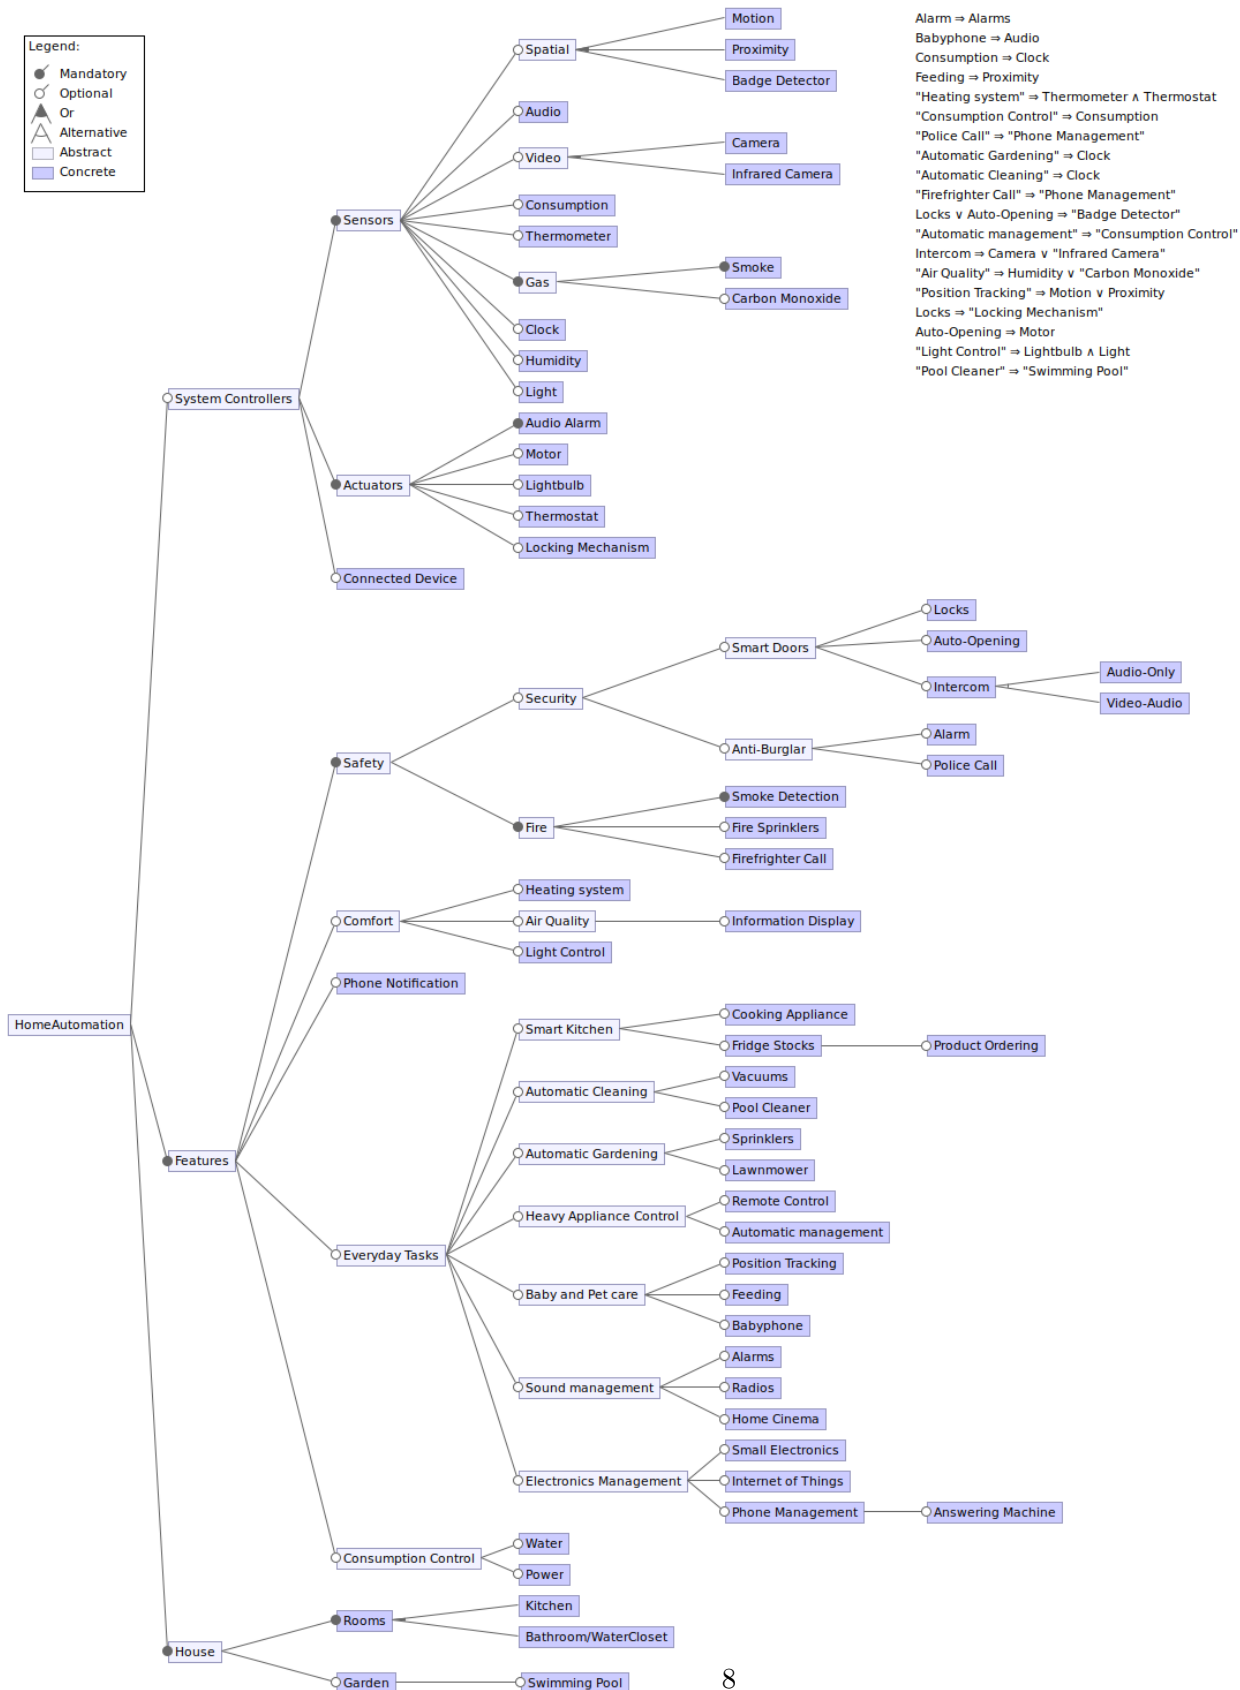 Legend:
Mandatory
Optional
Or
Alternative
Abstract
Concrete
Alarm ⇒ Alarms
Babyphone ⇒ Audio
Consumption ⇒ Clock
Feeding ⇒ Proximity
"Heating system" ⇒ Thermometer ∧ Thermostat
"Consumption Control" ⇒ Consumption
"Police Call" ⇒ "Phone Management"
"Automatic Gardening" ⇒ Clock
"Automatic Cleaning" ⇒ Clock
"Firefrighter Call" ⇒ "Phone Management"
Locks ∨ Auto-Opening ⇒ "Badge Detector"
"Automatic management" ⇒ "Consumption Control"
Intercom ⇒ Camera ∨ "Infrared Camera"
"Air Quality" ⇒ Humidity ∨ "Carbon Monoxide"
"Position Tracking" ⇒ Motion ∨ Proximity
Locks ⇒ "Locking Mechanism"
Auto-Opening ⇒ Motor
"Light Control" ⇒ Lightbulb ∧ Light
"Pool Cleaner" ⇒ "Swimming Pool"
HomeAutomation
System Controllers
Sensors
Spatial
Motion
Proximity
Badge Detector
Audio
Video
Camera
Infrared Camera
Consumption
Thermometer
Gas
Smoke
Carbon Monoxide
Clock
Humidity
Light
Actuators
Audio Alarm
Motor
Lightbulb
Thermostat
Locking Mechanism
Connected Device
Features
Safety
Security
Smart Doors
Locks
Auto-Opening
Intercom
Audio-Only
Video-Audio
Anti-Burglar
Alarm
Police Call
Fire
Smoke Detection
Fire Sprinklers
Firefrighter Call
Comfort
Heating system
Air Quality
Information Display
Light Control
Phone Notification
Everyday Tasks
Smart Kitchen
Cooking Appliance
Fridge Stocks
Product Ordering
Automatic Cleaning
Vacuums
Pool Cleaner
Automatic Gardening
Sprinklers
Lawnmower
Heavy Appliance Control
Remote Control
Automatic management
Baby and Pet care
Position Tracking
Feeding
Babyphone
Sound management
Alarms
Radios
Home Cinema
Electronics Management
Small Electronics
Internet of Things
Phone Management
Answering Machine
Consumption Control
Water
Power
House
Rooms
Kitchen
Bathroom/WaterCloset
Garden
Swimming Pool
8